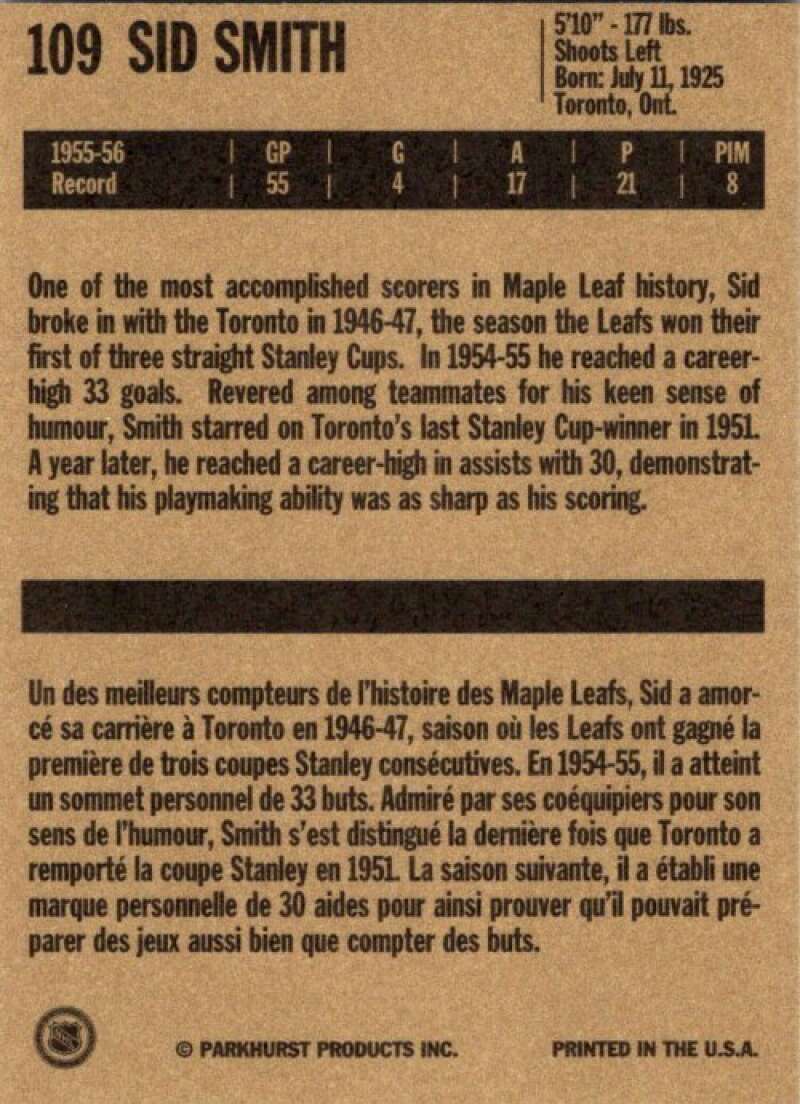 109 SID SMITH
5'10" - 177 lbs.
Shoots Left
Born: July 11, 1925
Toronto, Ont.
1955-56 | GP | G | A | P | PIM
Record | 55 | 4 | 17 | 21 | 8
One of the most accomplished scorers in Maple Leaf history, Sid
broke in with the Toronto in 1946-47, the season the Leafs won their
first of three straight Stanley Cups. In 1954-55 he reached a career-
high 33 goals. Revered among teammates for his keen sense of
humour, Smith starred on Toronto's last Stanley Cup-winner in 1951.
A year later, he reached a career-high in assists with 30, demonstrat-
ing that his playmaking ability was as sharp as his scoring.
Un des meilleurs compteurs de l'histoire des Maple Leafs, Sid a amor-
cé sa carrière à Toronto en 1946-47, saison où les Leafs ont gagné la
première de trois coupes Stanley consécutives. En 1954-55, il a atteint
un sommet personnel de 33 buts. Admiré par ses coéquipiers pour son
sens de l'humour, Smith s'est distingué la dernière fois que Toronto a
remporté la coupe Stanley en 1951. La saison suivante, il a établi une
marque personnelle de 30 aides pour ainsi prouver qu'il pouvait pré-
parer des jeux aussi bien que compter des buts.
© PARKHURST PRODUCTS INC. PRINTED IN THE U.S.A.